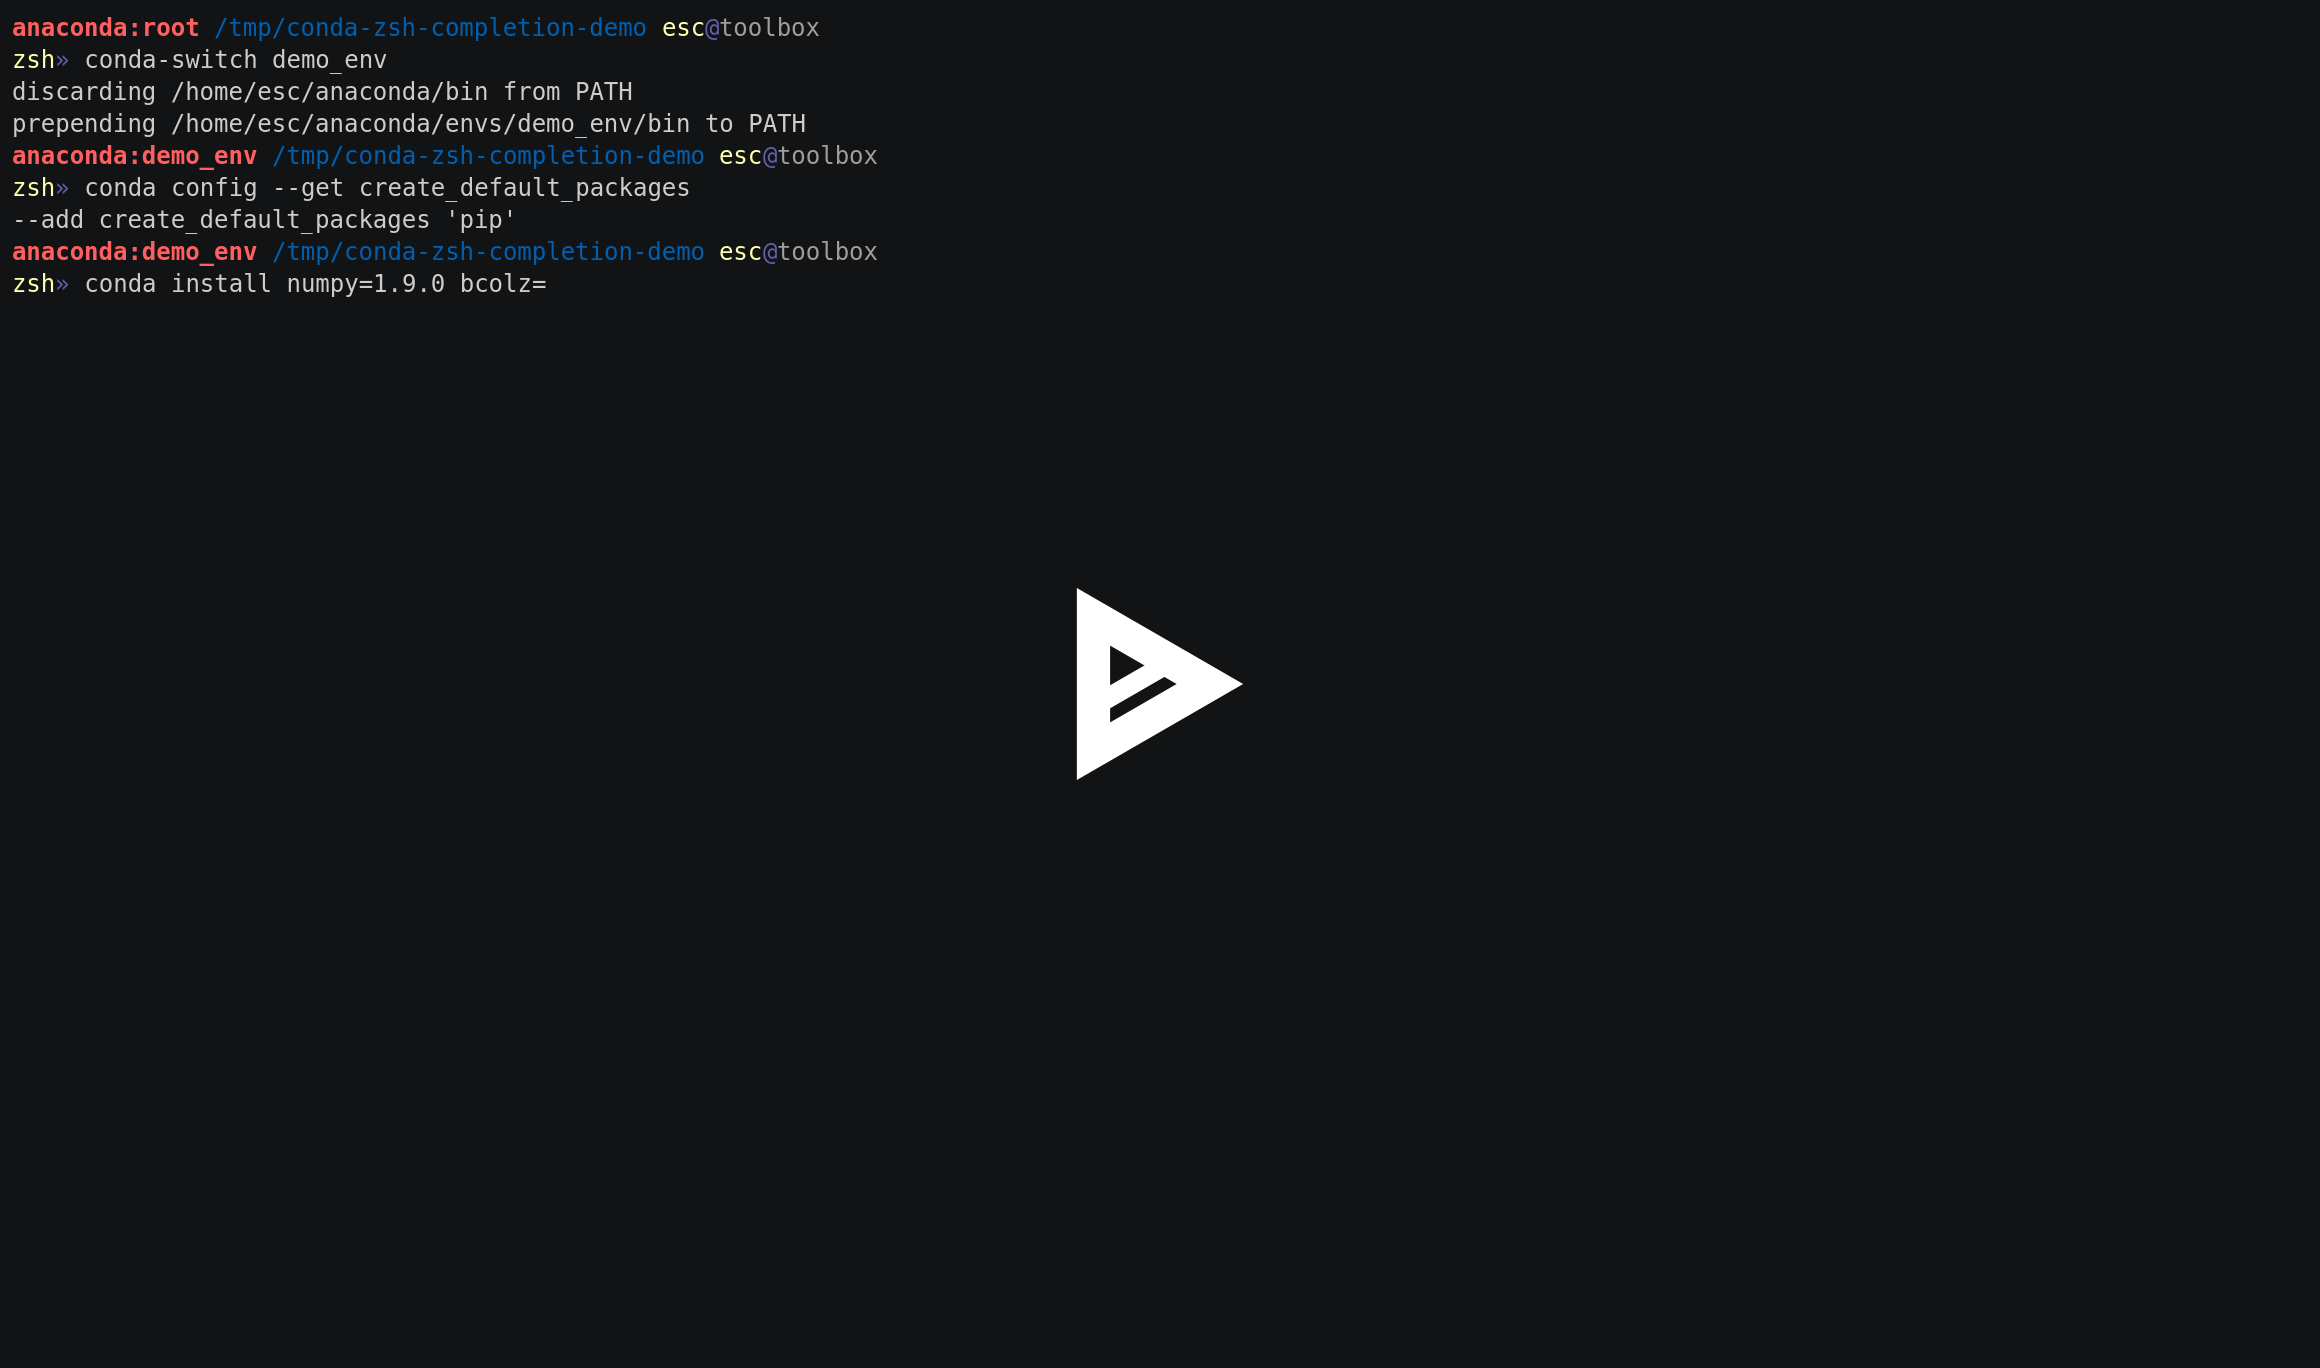 anaconda:root /tmp/conda-zsh-completion-demo esc@toolbox
zsh» conda-switch demo_env
discarding /home/esc/anaconda/bin from PATH
prepending /home/esc/anaconda/envs/demo_env/bin to PATH
anaconda:demo_env /tmp/conda-zsh-completion-demo esc@toolbox
zsh» conda config --get create_default_packages
--add create_default_packages 'pip'
anaconda:demo_env /tmp/conda-zsh-completion-demo esc@toolbox
zsh» conda install numpy=1.9.0 bcolz=